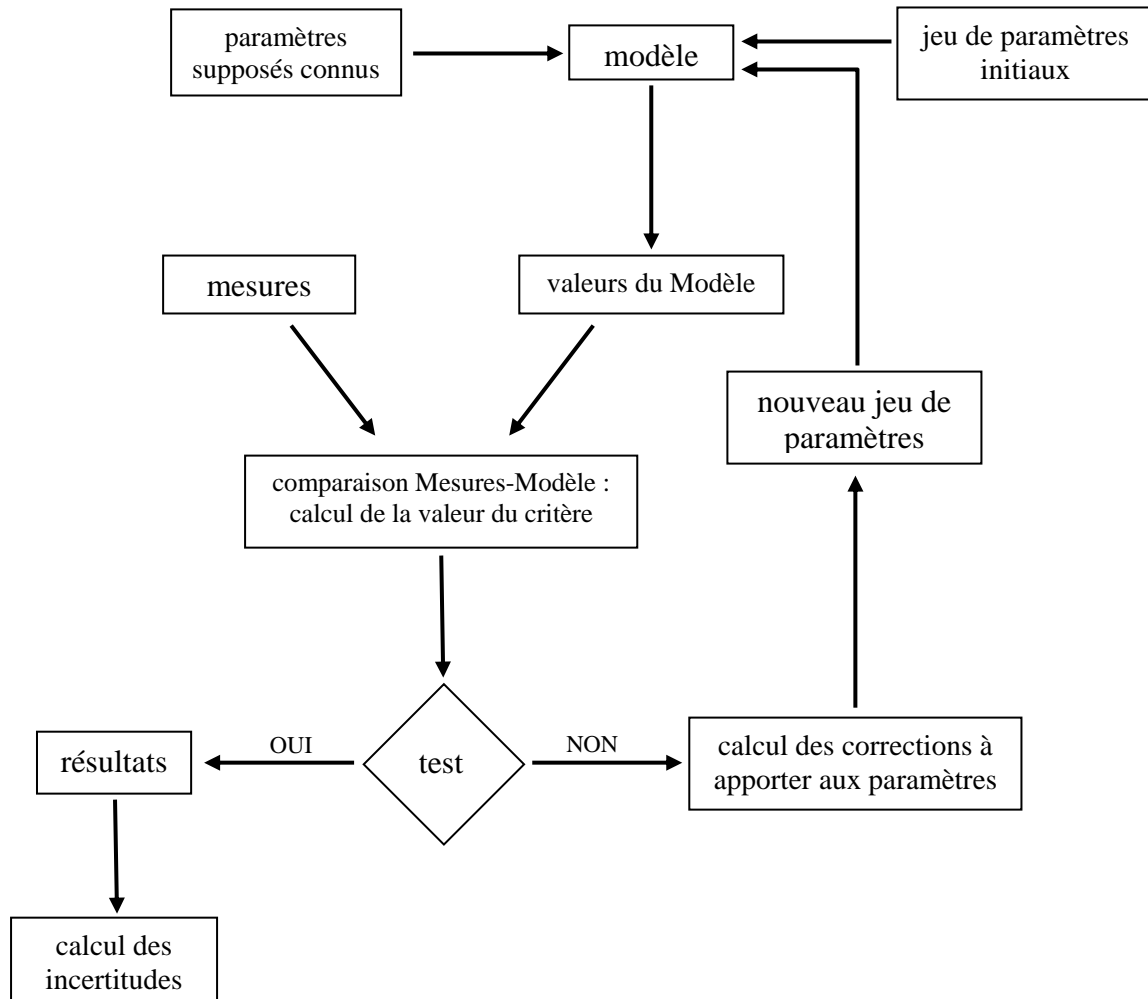 paramètres
supposés connus
modèle
jeu de paramètres
initiaux
mesures
valeurs du Modèle
nouveau jeu de
paramètres
comparaison Mesures-Modèle :
calcul de la valeur du critère
résultats
OUI
test
NON
calcul des corrections à
apporter aux paramètres
calcul des
incertitudes